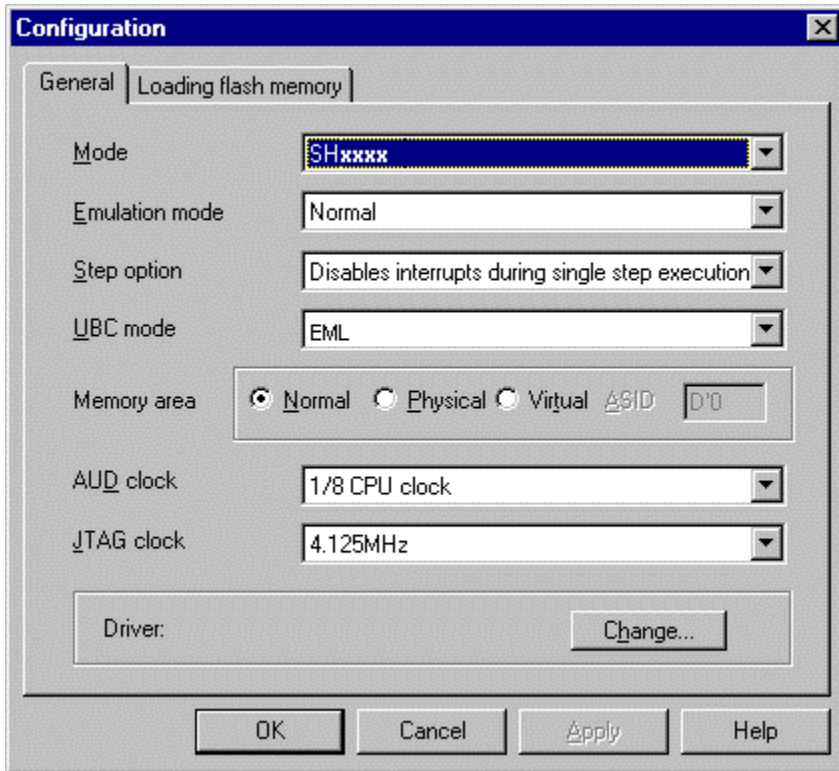 Configuration
General Loading flash memory
Mode SHxxxx
Emulation mode Normal
Step option Disables interrupts during single step execution
UBC mode EML
Memory area Normal Physical Virtual ASID D'0
AUD clock 1/8 CPU clock
JTAG clock 4.125MHz
Driver: Change...
OK Cancel Apply Help